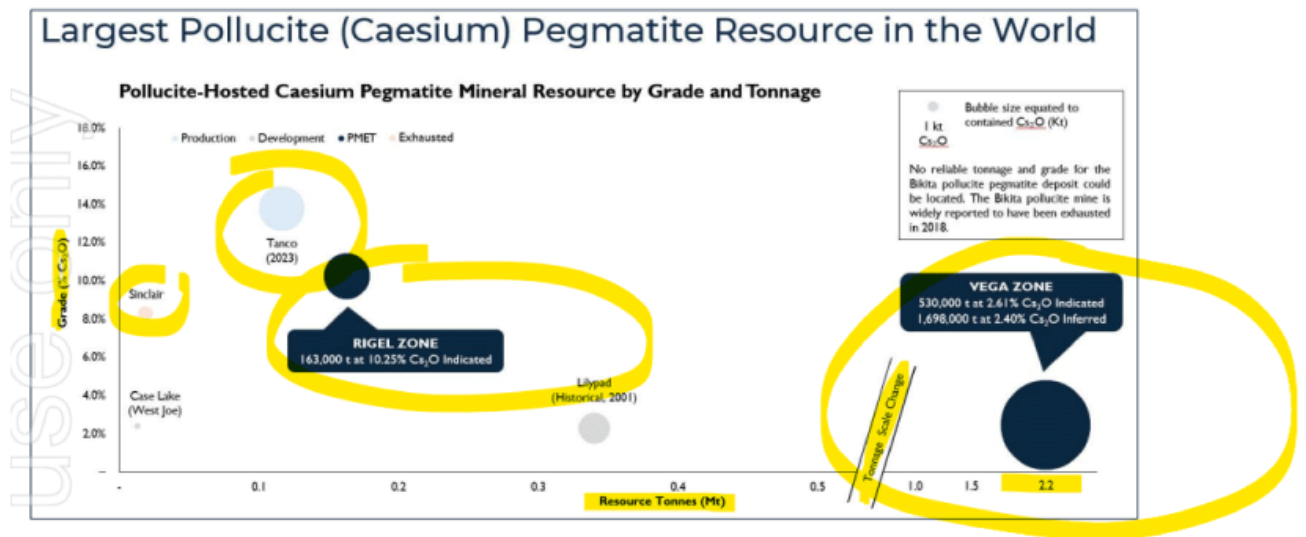 Largest Pollucite (Caesium) Pegmatite Resource in the World
use only
Pollucite-Hosted Caesium Pegmatite Mineral Resource by Grade and Tonnage
Production Development PMET Exhausted
Bubble size equated to
contained Cs₂O (Kt)
1 kt
Cs₂O
No reliable tonnage and grade for the
Bikita pollucite pegmatite deposit could
be located. The Bikita pollucite mine is
widely reported to have been exhausted
in 2018.
Grade (% Cs₂O)
18.0%
16.0%
14.0%
12.0%
10.0%
8.0%
6.0%
4.0%
2.0%
–
Tanco
(2023)
Sinclair
RIGEL ZONE
163,000 t at 10.25% Cs₂O Indicated
Case Lake
(West Joe)
Lilypad
(Historical, 2001)
VEGA ZONE
530,000 t at 2.61% Cs₂O Indicated
1,698,000 t at 2.40% Cs₂O Inferred
Tonnage Scale Change
- 0.1 0.2 0.3 0.4 0.5 1.0 1.5 2.2
Resource Tonnes (Mt)